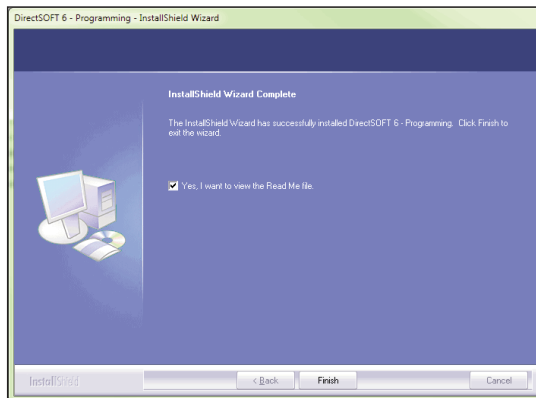 DirectSOFT 6 - Programming - InstallShield Wizard
InstallShield Wizard Complete
The InstallShield Wizard has successfully installed DirectSOFT 6 - Programming. Click Finish to
exit the wizard.
Yes, I want to view the Read Me file.
InstallShield
< Back
Finish
Cancel